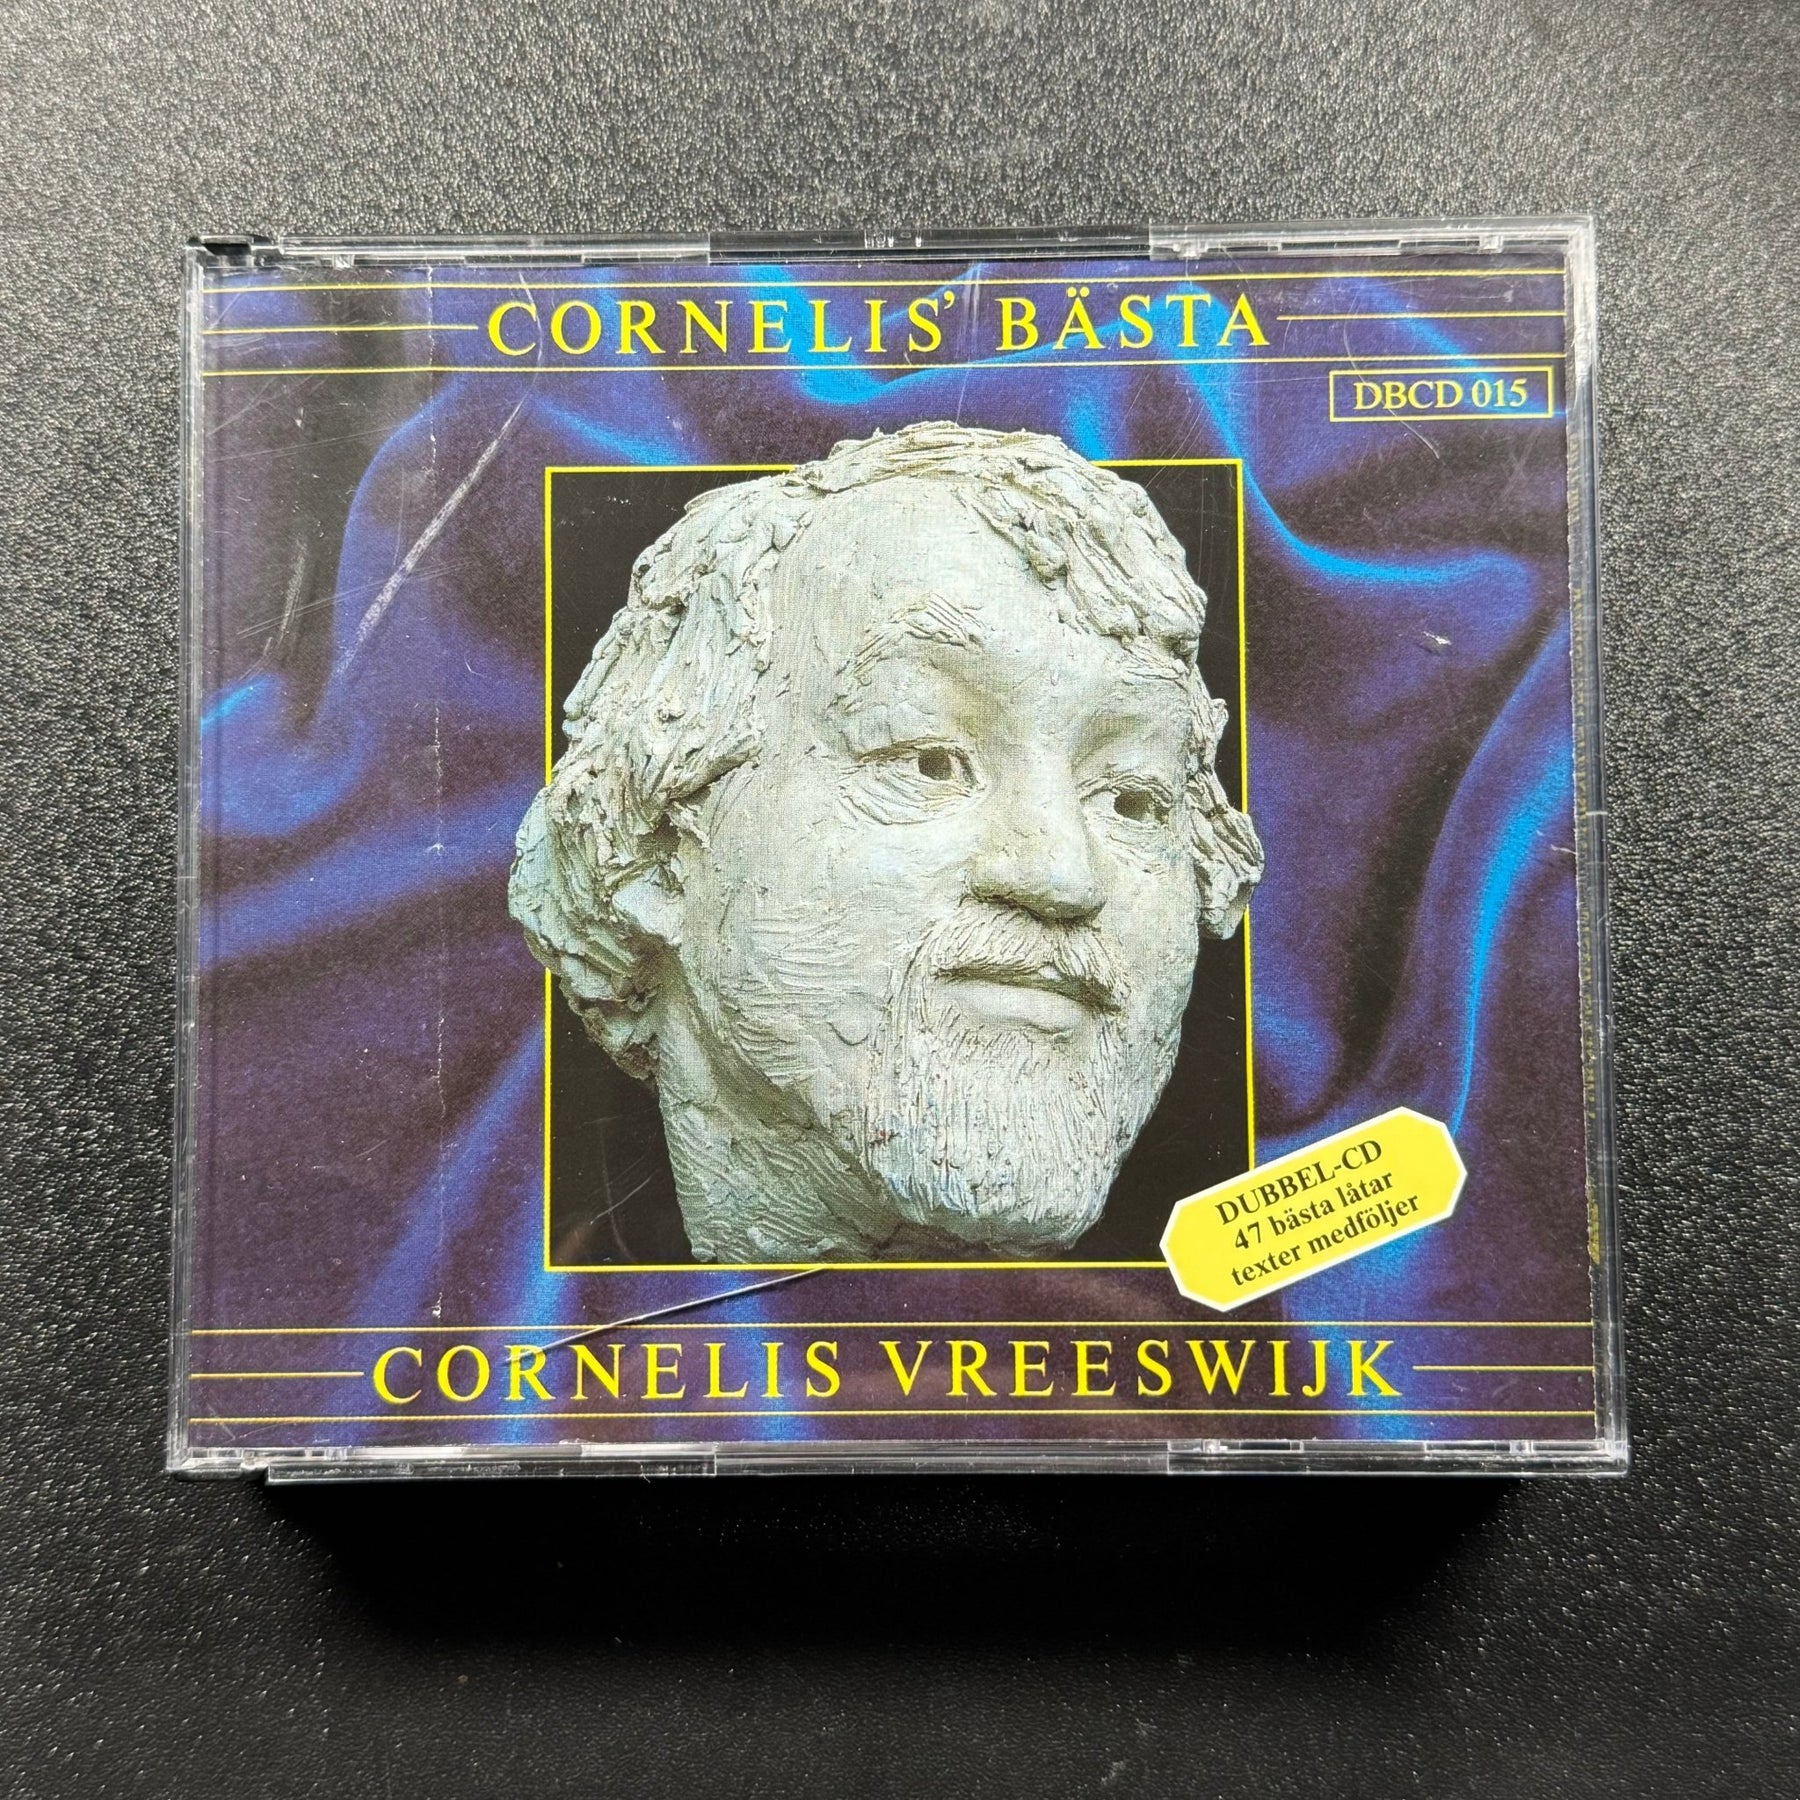 CORNELIS' BÄSTA
DBCD 015
DUBBEL-CD
47 bästa låtar
texter medföljer
CORNELIS VREESWIJK